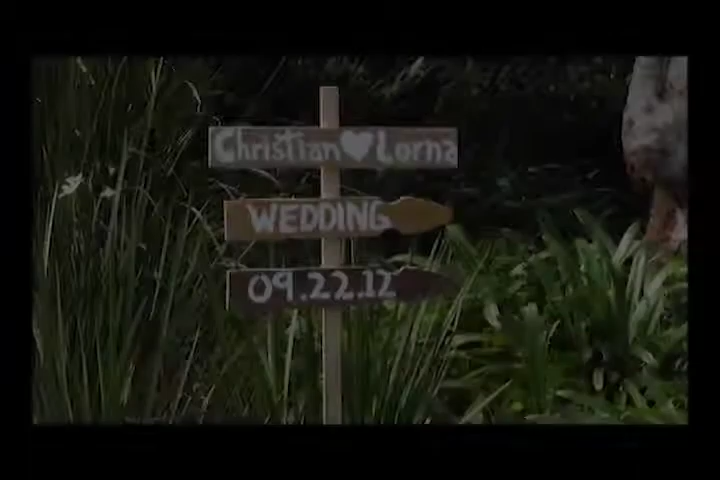 Christian ♥ Lorna
WEDDING
09.22.12